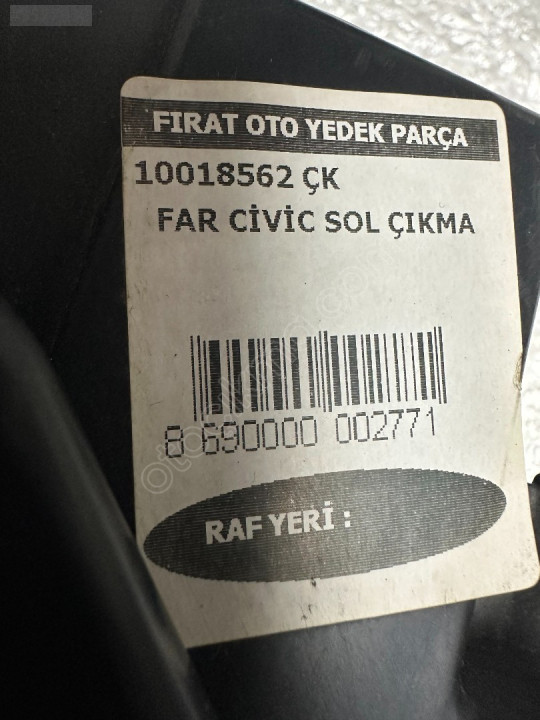 FIRAT OTO YEDEK PARÇA
10018562 ÇK
FAR CİVİC SOL ÇIKMA
8 690000 002771
RAF YERİ :